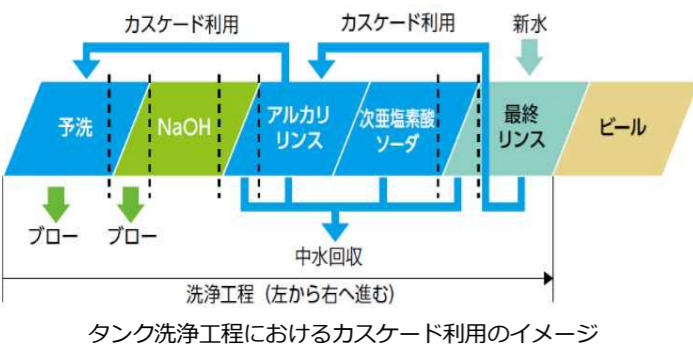 カスケード利用
カスケード利用
新水
予洗
NaOH
アルカリ
リンス
次亜塩素酸
ソーダ
最終
リンス
ビール
ブロー
ブロー
中水回収
洗浄工程（左から右へ進む）
タンク洗浄工程におけるカスケード利用のイメージ